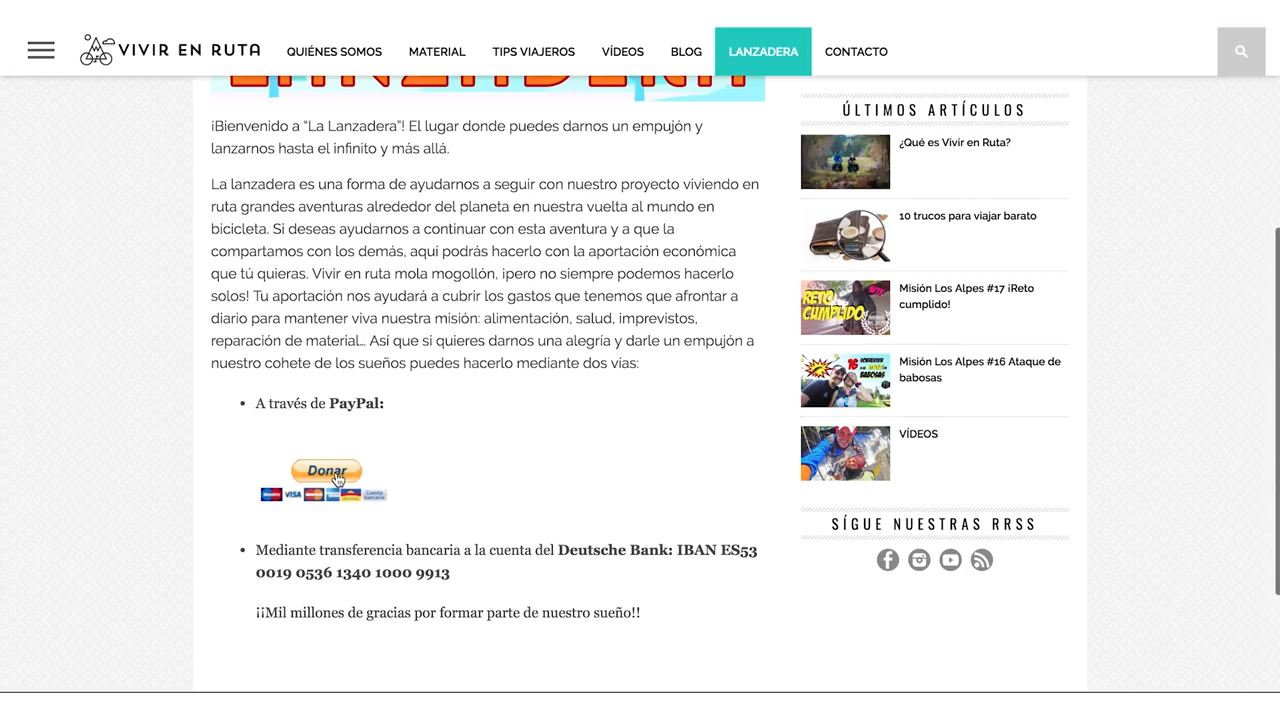 VIVIR EN RUTA
QUIÉNES SOMOS
MATERIAL
TIPS VIAJEROS
VÍDEOS
BLOG
LANZADERA
CONTACTO
LANZADERA
¡Bienvenido a “La Lanzadera”! El lugar donde puedes darnos un empujón y
lanzarnos hasta el infinito y más allá.
La lanzadera es una forma de ayudarnos a seguir con nuestro proyecto viviendo en
ruta grandes aventuras alrededor del planeta en nuestra vuelta al mundo en
bicicleta. Si deseas ayudarnos a continuar con esta aventura y a que la
compartamos con los demás, aquí podrás hacerlo con la aportación económica
que tú quieras. Vivir en ruta mola mogollón, ¡pero no siempre podemos hacerlo
solos! Tu aportación nos ayudará a cubrir los gastos que tenemos que afrontar a
diario para mantener viva nuestra misión: alimentación, salud, imprevistos,
reparación de material… Así que si quieres darnos una alegría y darle un empujón a
nuestro cohete de los sueños puedes hacerlo mediante dos vías:
• A través de PayPal:
Donar
VISA
Cuenta
bancaria
• Mediante transferencia bancaria a la cuenta del Deutsche Bank: IBAN ES53
0019 0536 1340 1000 9913
¡¡Mil millones de gracias por formar parte de nuestro sueño!!
ÚLTIMOS ARTÍCULOS
¿Qué es Vivir en Ruta?
10 trucos para viajar barato
RETO
CUMPLIDO
Misión Los Alpes #17 ¡Reto
cumplido!
16
Misión Los Alpes #16 Ataque de
babosas
VÍDEOS
SÍGUE NUESTRAS RRSS